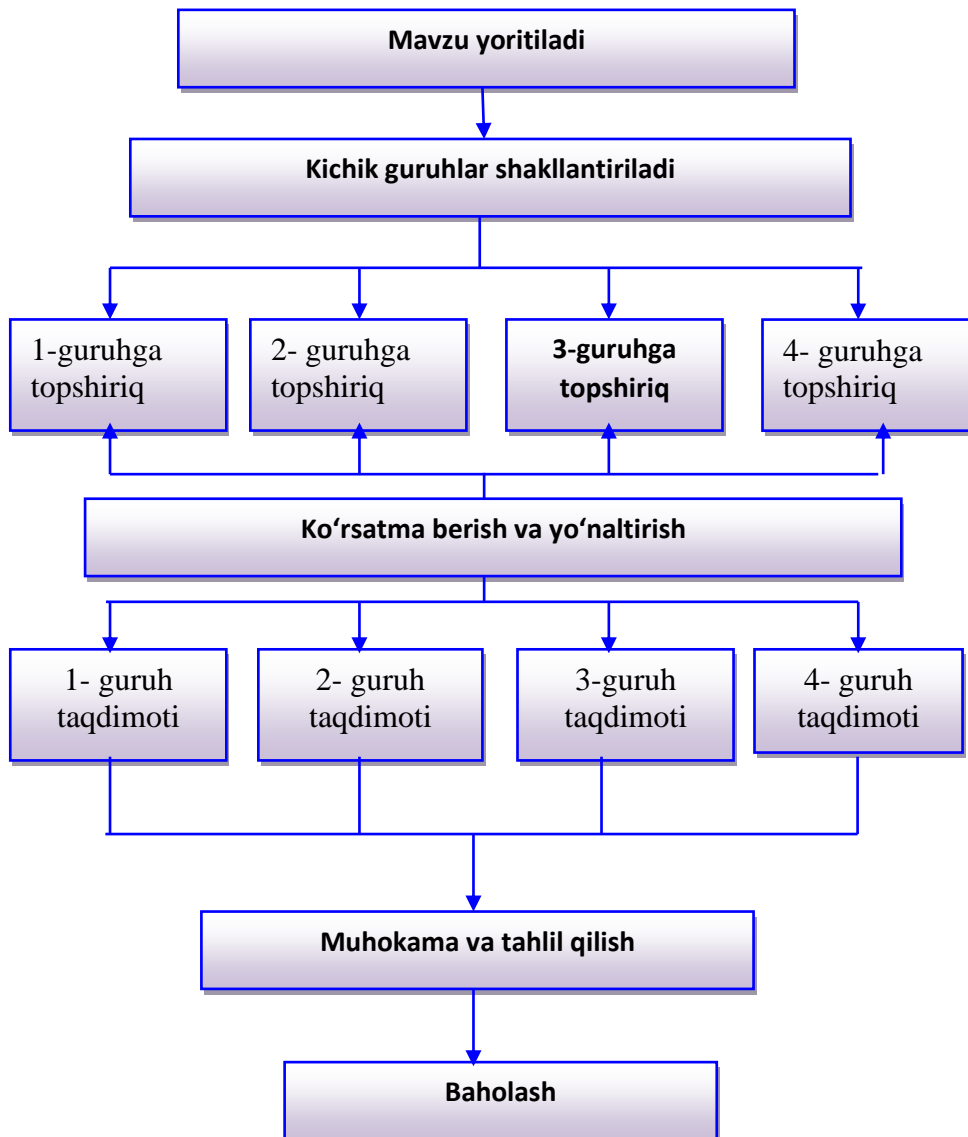 Mavzu yoritiladi
Kichik guruhlar shakllantiriladi
1-guruhga
topshiriq
2- guruhga
topshiriq
3-guruhga
topshiriq
4- guruhga
topshiriq
Ko‘rsatma berish va yo‘naltirish
1- guruh
taqdimoti
2- guruh
taqdimoti
3-guruh
taqdimoti
4- guruh
taqdimoti
Muhokama va tahlil qilish
Baholash